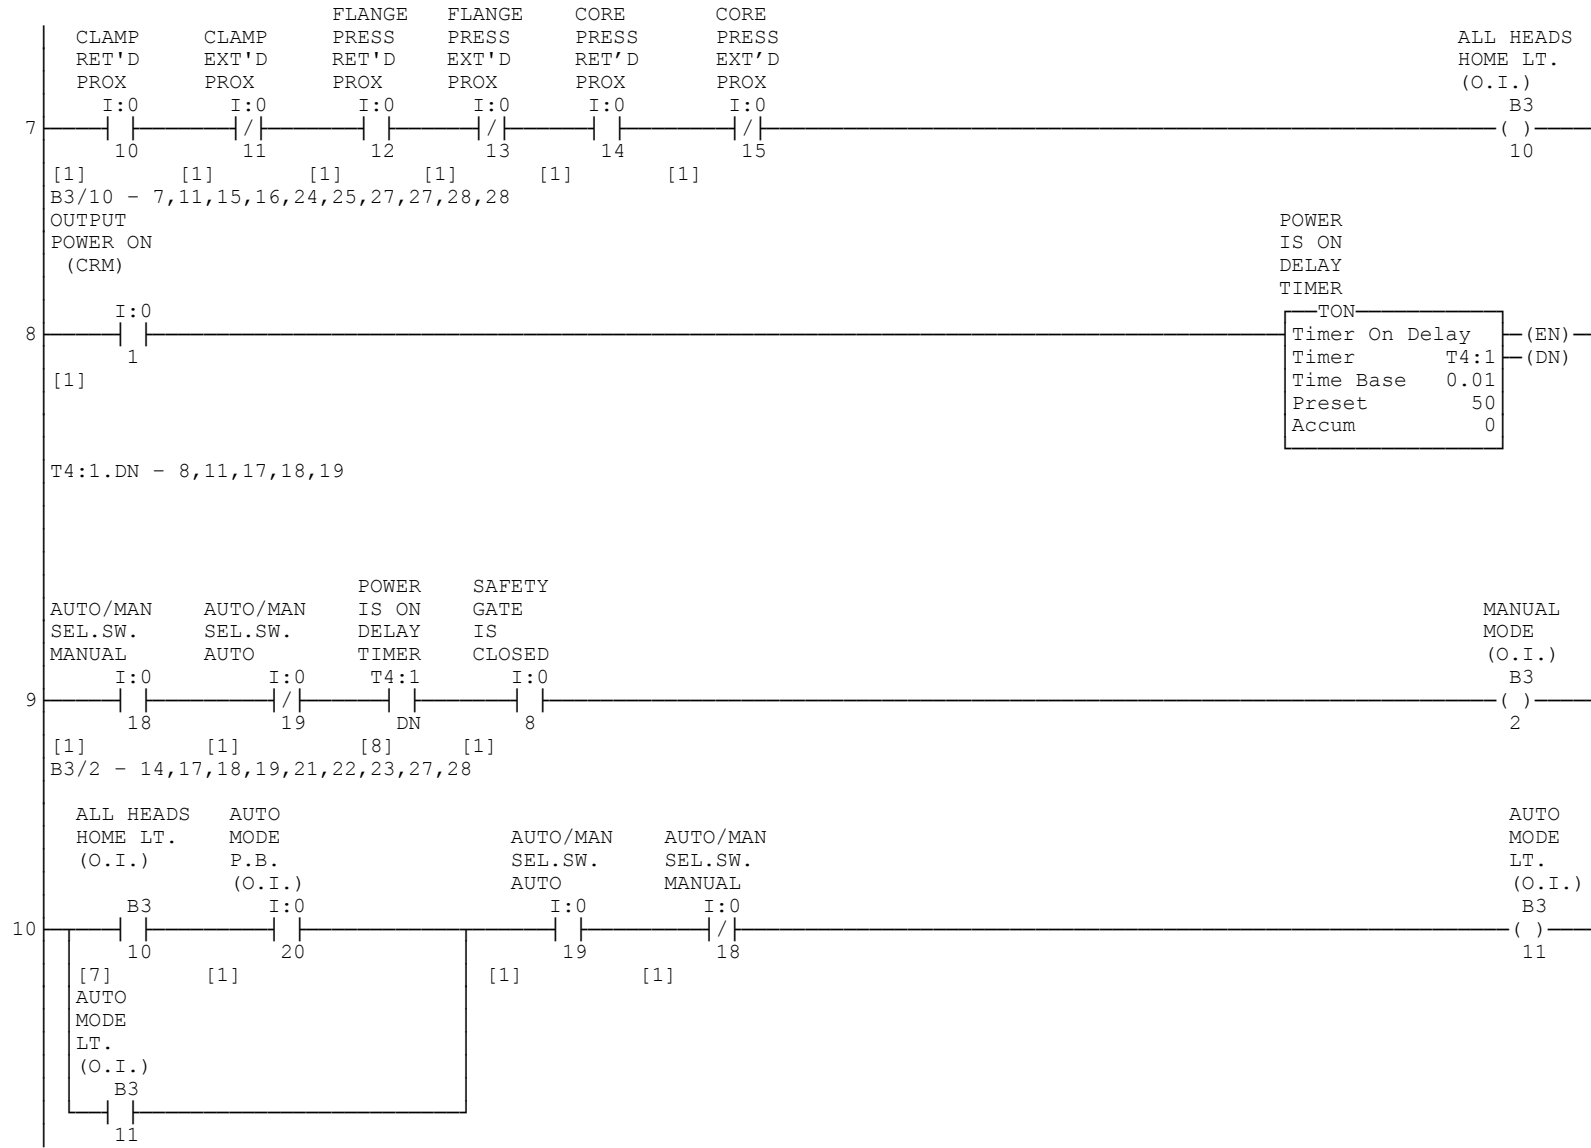 FLANGE FLANGE CORE CORE
CLAMP CLAMP PRESS PRESS PRESS PRESS ALL HEADS
RET'D EXT'D RET'D EXT'D RET’D EXT’D HOME LT.
PROX PROX PROX PROX PROX PROX (O.I.)
I:0 I:0 I:0 I:0 I:0 I:0 B3
7 ( )
10 11 12 13 14 15 10
[1] [1] [1] [1] [1] [1]
B3/10 - 7,11,15,16,24,25,27,27,28,28
OUTPUT POWER
POWER ON IS ON
(CRM) DELAY
TIMER
I:0 TON
8 Timer On Delay (EN)
1 Timer T4:1 (DN)
[1] Time Base 0.01
Preset 50
Accum 0
T4:1.DN - 8,11,17,18,19
POWER SAFETY
AUTO/MAN AUTO/MAN IS ON GATE MANUAL
SEL.SW. SEL.SW. DELAY IS MODE
MANUAL AUTO TIMER CLOSED (O.I.)
I:0 I:0 T4:1 I:0 B3
9 ( )
18 19 DN 8 2
[1] [1] [8] [1]
B3/2 - 14,17,18,19,21,22,23,27,28
ALL HEADS AUTO AUTO
HOME LT. MODE AUTO/MAN AUTO/MAN MODE
(O.I.) P.B. SEL.SW. SEL.SW. LT.
(O.I.) AUTO MANUAL (O.I.)
B3 I:0 I:0 I:0 B3
10 ( )
10 20 19 18 11
[7] [1] [1] [1]
AUTO
MODE
LT.
(O.I.)
B3
11